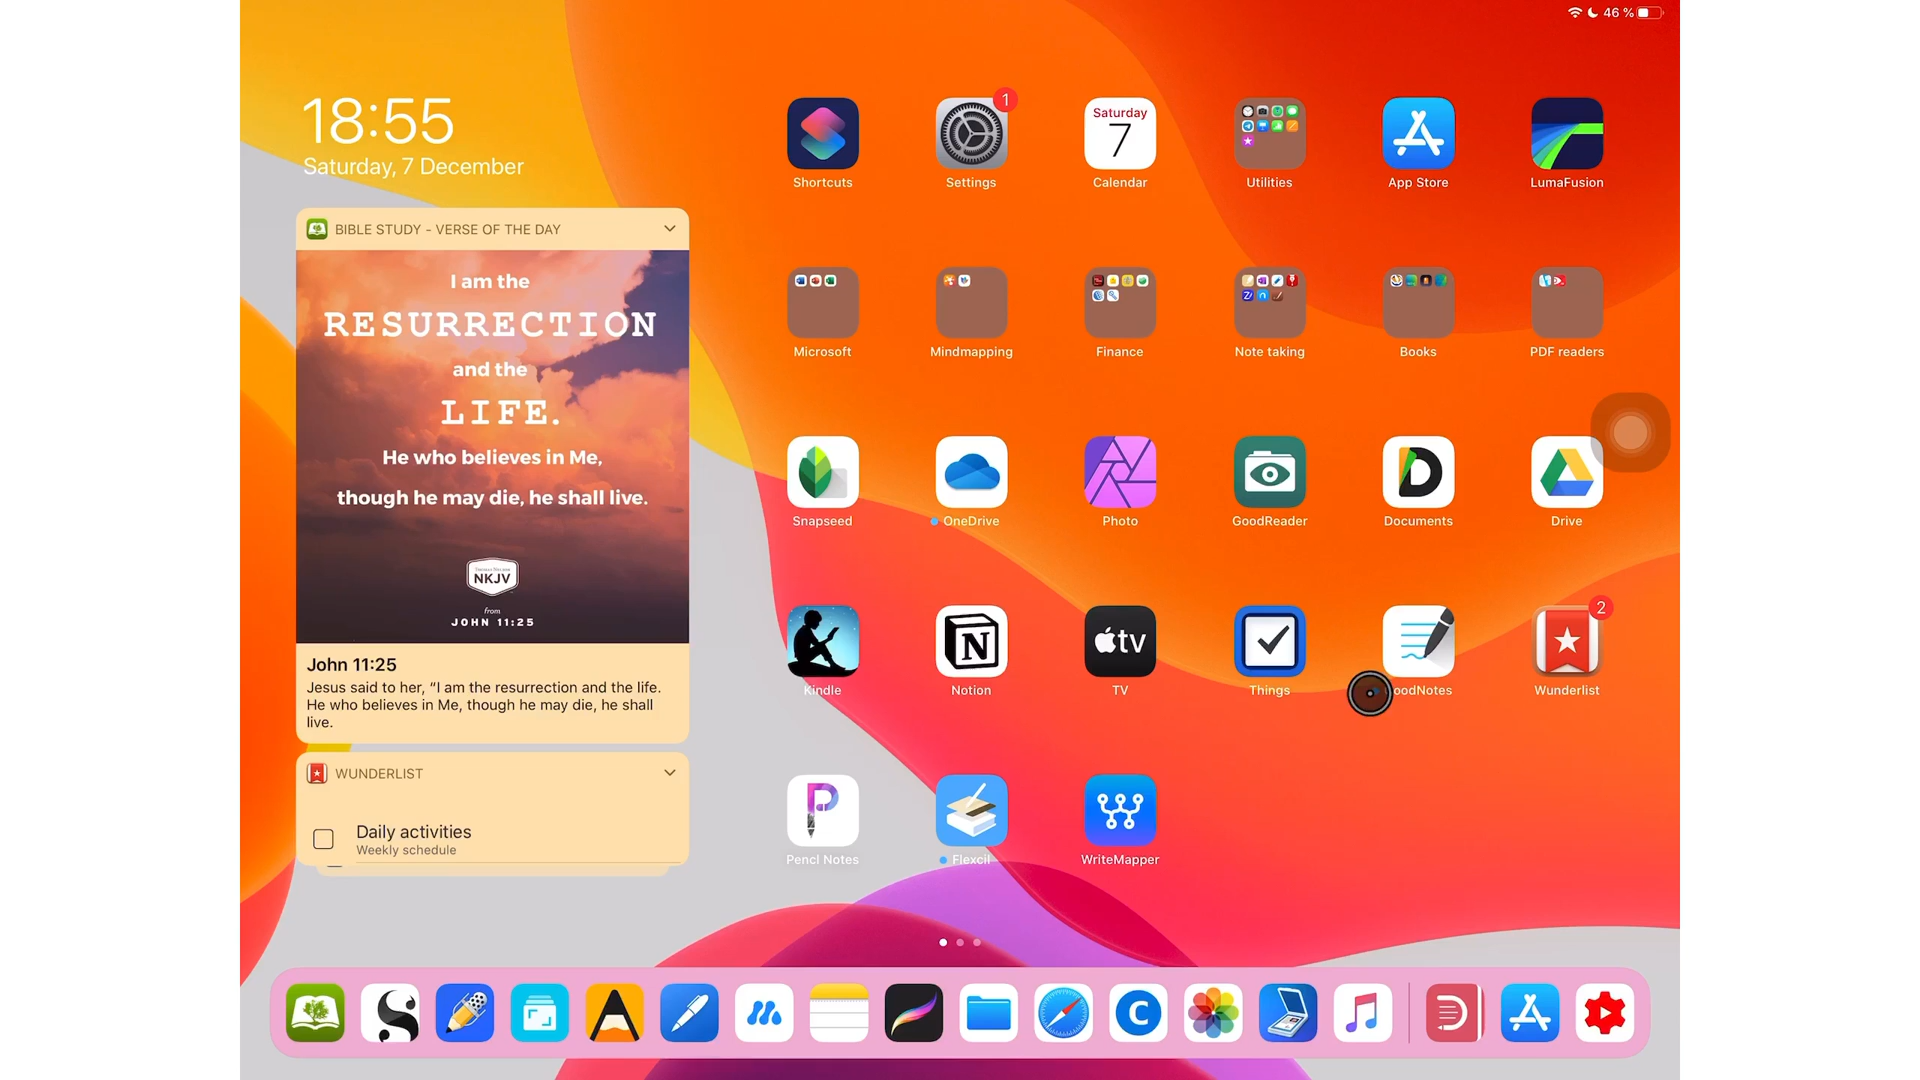 46 %
18:55
Saturday, 7 December
BIBLE STUDY - VERSE OF THE DAY
I am the
RESURRECTION
and the
LIFE.
He who believes in Me,
though he may die, he shall live.
NKJV
from
JOHN 11:25
John 11:25
Jesus said to her, “I am the resurrection and the life.
He who believes in Me, though he may die, he shall
live.
WUNDERLIST
Daily activities
Weekly schedule
1
Saturday
7
Shortcuts
Settings
Calendar
Utilities
App Store
LumaFusion
Microsoft
Mindmapping
Finance
Note taking
Books
PDF readers
Snapseed
OneDrive
Photo
GoodReader
Documents
Drive
N
tv
2
Kindle
Notion
TV
Things
oodNotes
Wunderlist
Pencl Notes
Flexcil
WriteMapper
C